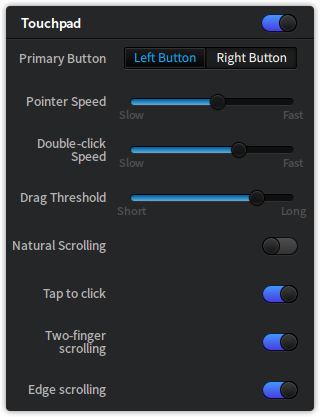 Touchpad
Primary Button Left Button Right Button
Pointer Speed
Slow Fast
Double-click
Speed
Slow Fast
Drag Threshold
Short Long
Natural Scrolling
Tap to click
Two-finger
scrolling
Edge scrolling